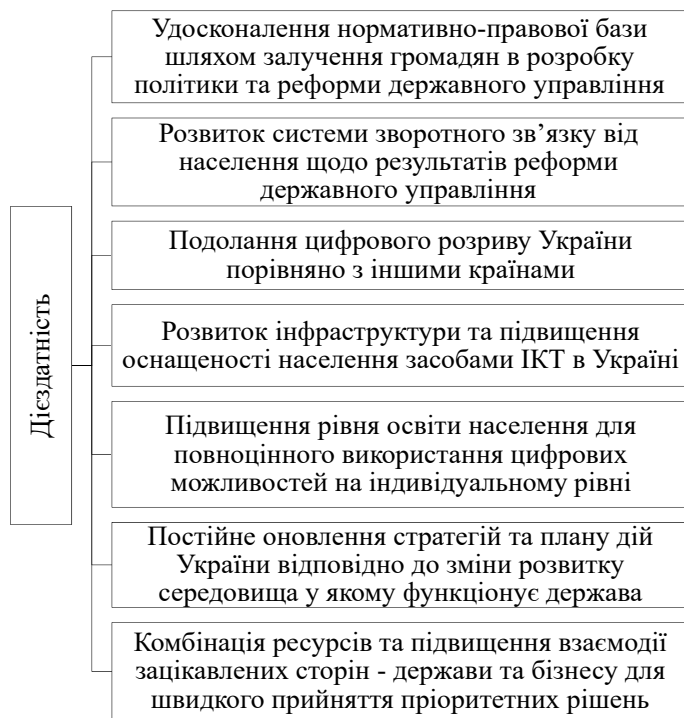 Удосконалення нормативно-правової бази
шляхом залучення громадян в розробку
політики та реформи державного управління
Розвиток системи зворотного зв’язку від
населення щодо результатів реформи
державного управління
Подолання цифрового розриву України
порівняно з іншими країнами
Дієздатність
Розвиток інфраструктури та підвищення
оснащеності населення засобами ІКТ в Україні
Підвищення рівня освіти населення для
повноцінного використання цифрових
можливостей на індивідуальному рівні
Постійне оновлення стратегій та плану дій
України відповідно до зміни розвитку
середовища у якому функціонує держава
Комбінація ресурсів та підвищення взаємодії
зацікавлених сторін - держави та бізнесу для
швидкого прийняття пріоритетних рішень